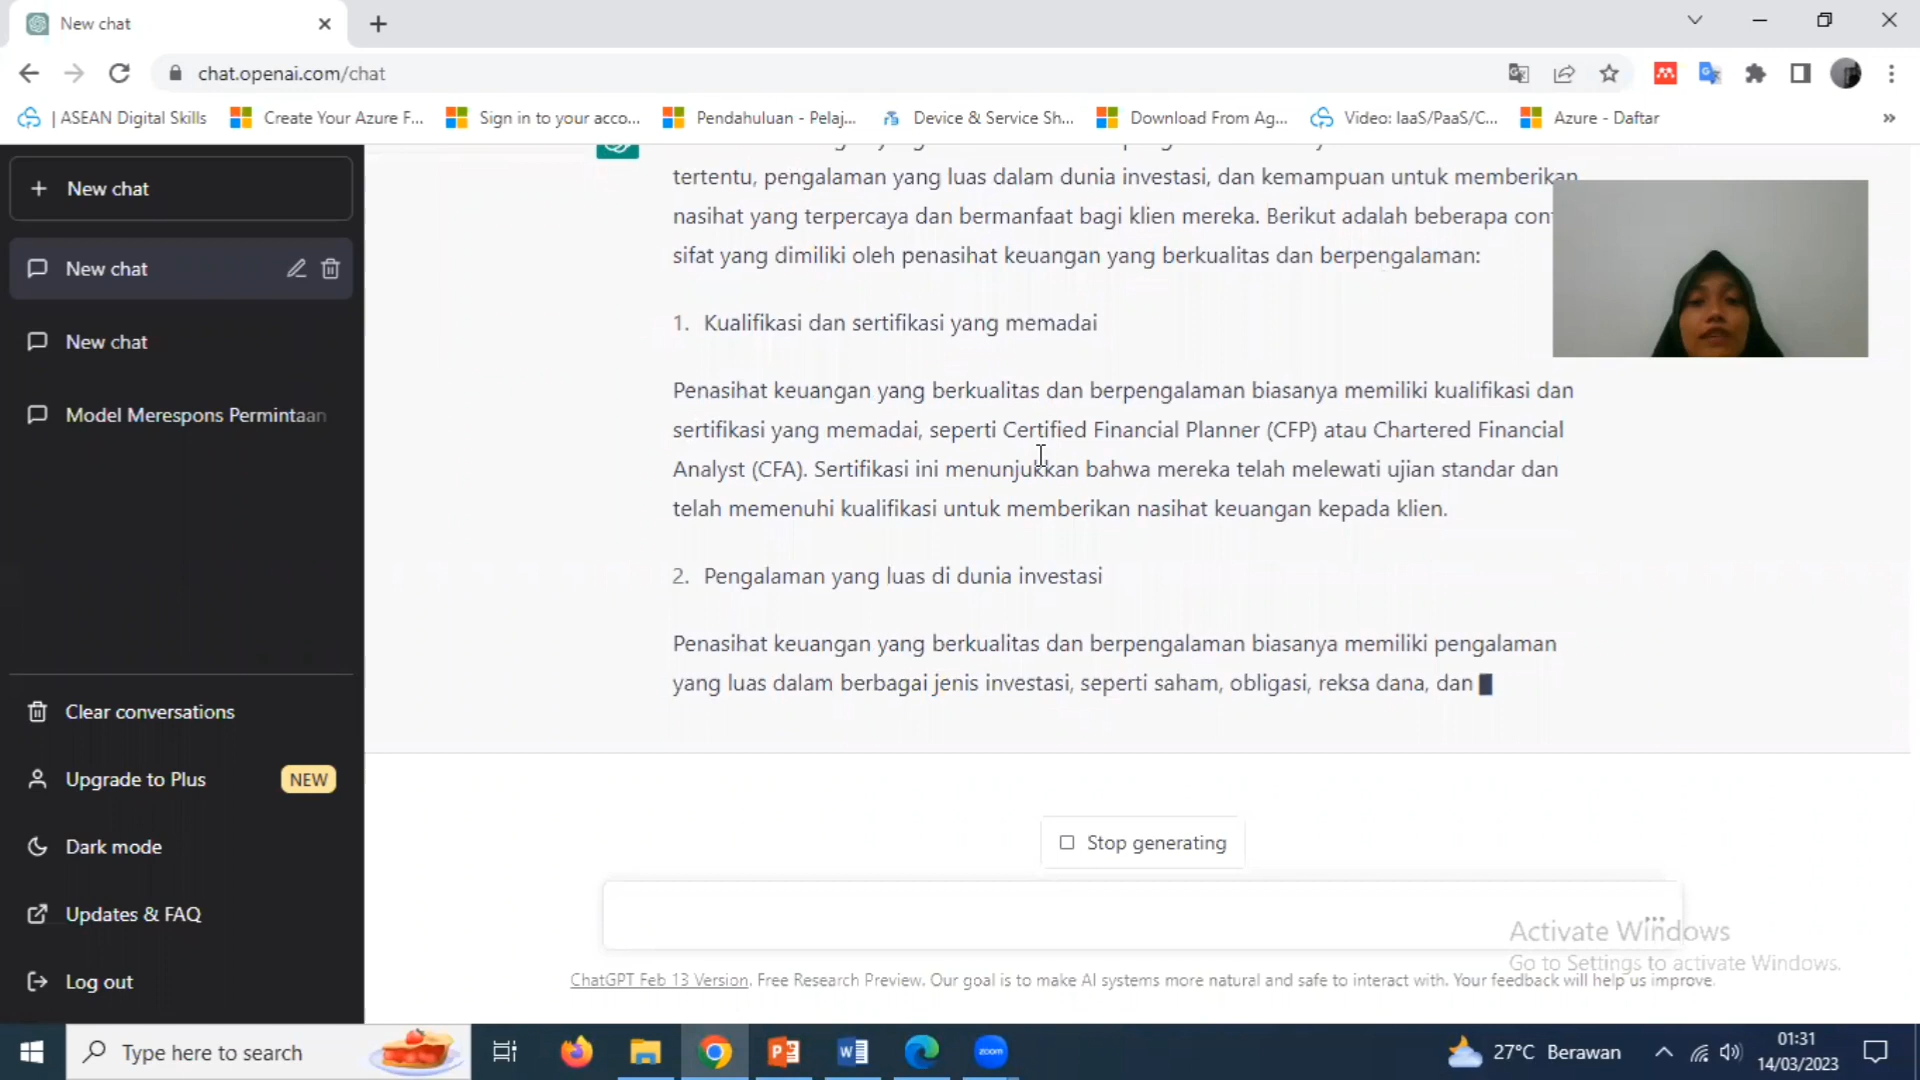 New chat
chat.openai.com/chat
| ASEAN Digital Skills
Create Your Azure F...
Sign in to your acco...
Pendahuluan - Pelaj...
Device & Service Sh...
Download From Ag...
Video: IaaS/PaaS/C...
Azure - Daftar
»
New chat
New chat
New chat
Model Merespons Permintaan
Clear conversations
Upgrade to Plus NEW
Dark mode
Updates & FAQ
Log out
tertentu, pengalaman yang luas dalam dunia investasi, dan kemampuan untuk memberikan
nasihat yang terpercaya dan bermanfaat bagi klien mereka. Berikut adalah beberapa
sifat yang dimiliki oleh penasihat keuangan yang berkualitas dan berpengalaman:
1. Kualifikasi dan sertifikasi yang memadai
Penasihat keuangan yang berkualitas dan berpengalaman biasanya memiliki kualifikasi dan
sertifikasi yang memadai, seperti Certified Financial Planner (CFP) atau Chartered Financial
Analyst (CFA). Sertifikasi ini menunjukkan bahwa mereka telah melewati ujian standar dan
telah memenuhi kualifikasi untuk memberikan nasihat keuangan kepada klien.
2. Pengalaman yang luas di dunia investasi
Penasihat keuangan yang berkualitas dan berpengalaman biasanya memiliki pengalaman
yang luas dalam berbagai jenis investasi, seperti saham, obligasi, reksa dana, dan
Stop generating
Activate Windows
Go to Settings to activate Windows.
ChatGPT Feb 13 Version. Free Research Preview. Our goal is to make AI systems more natural and safe to interact with. Your feedback will help us improve.
Type here to search
zoom
27°C Berawan
01:31
14/03/2023